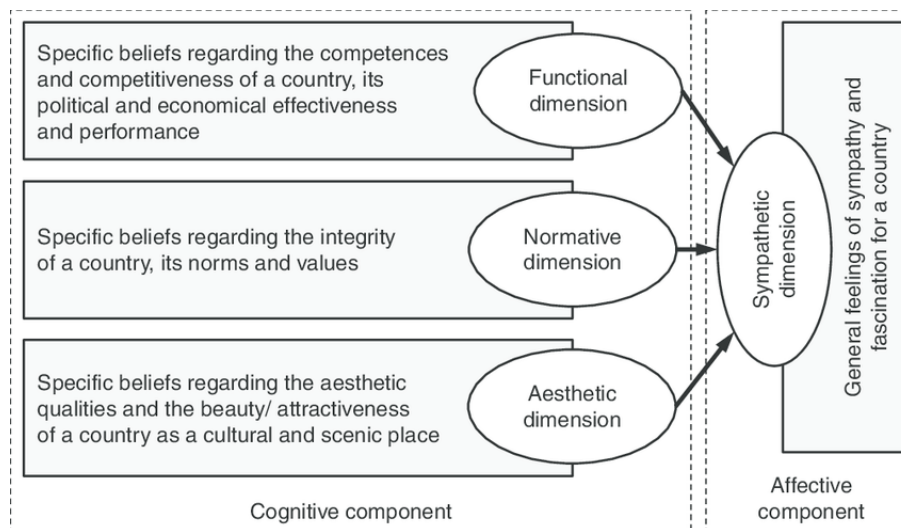 Specific beliefs regarding the competences
and competitiveness of a country, its
political and economical effectiveness
and performance
Functional
dimension
Specific beliefs regarding the integrity
of a country, its norms and values
Normative
dimension
Specific beliefs regarding the aesthetic
qualities and the beauty/ attractiveness
of a country as a cultural and scenic place
Aesthetic
dimension
Cognitive component
Sympathetic
dimension
General feelings of sympathy and
fascination for a country
Affective
component